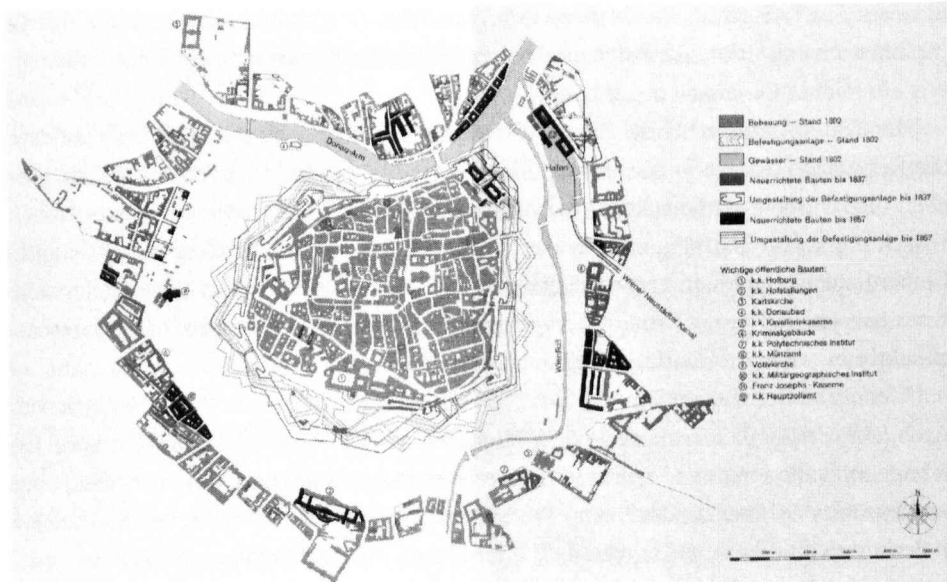 Donau-Arm
Hafen
Wienfluß
Wiener Neustädter Kanal
Bebauung – Stand 1802
Befestigungsanlage – Stand 1802
Gewässer – Stand 1802
Neuerrichtete Bauten bis 1837
Umgestaltung der Befestigungsanlage bis 1837
Neuerrichtete Bauten bis 1857
Umgestaltung der Befestigungsanlage bis 1857
Wichtige öffentliche Bauten:
① k.k. Hofburg
② k.k. Hofstallungen
③ Karlskirche
④ k.k. Donaubad
⑤ k.k. Kavalleriekaserne
⑥ Kriminalgebäude
⑦ k.k. Polytechnisches Institut
⑧ k.k. Münzamt
⑨ Votivkirche
⑩ k.k. Militärgeographisches Institut
⑪ Franz Josephs - Kaserne
⑫ k.k. Hauptzollamt